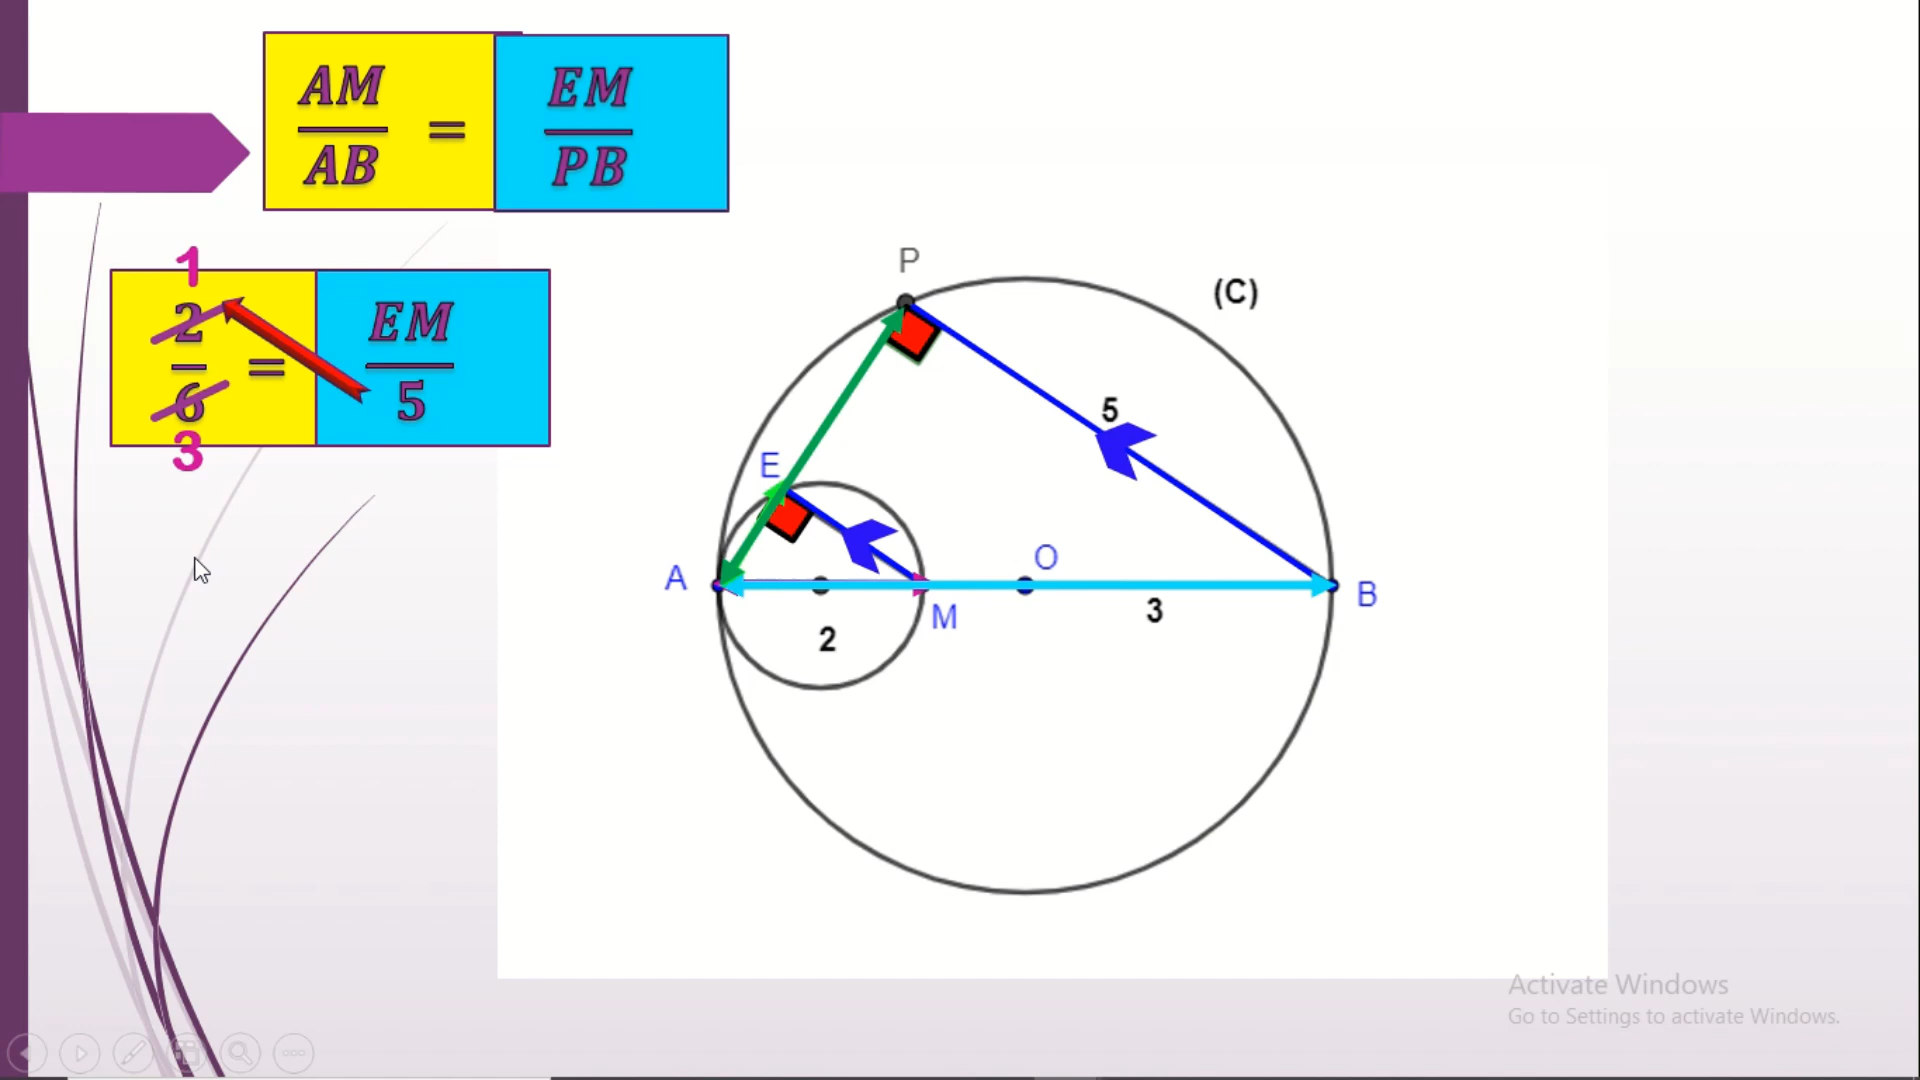 AM/AB = EM/PB
1
2/6 = EM/5
3
P
(C)
5
E
A
O
B
M
3
2
Activate Windows
Go to Settings to activate Windows.